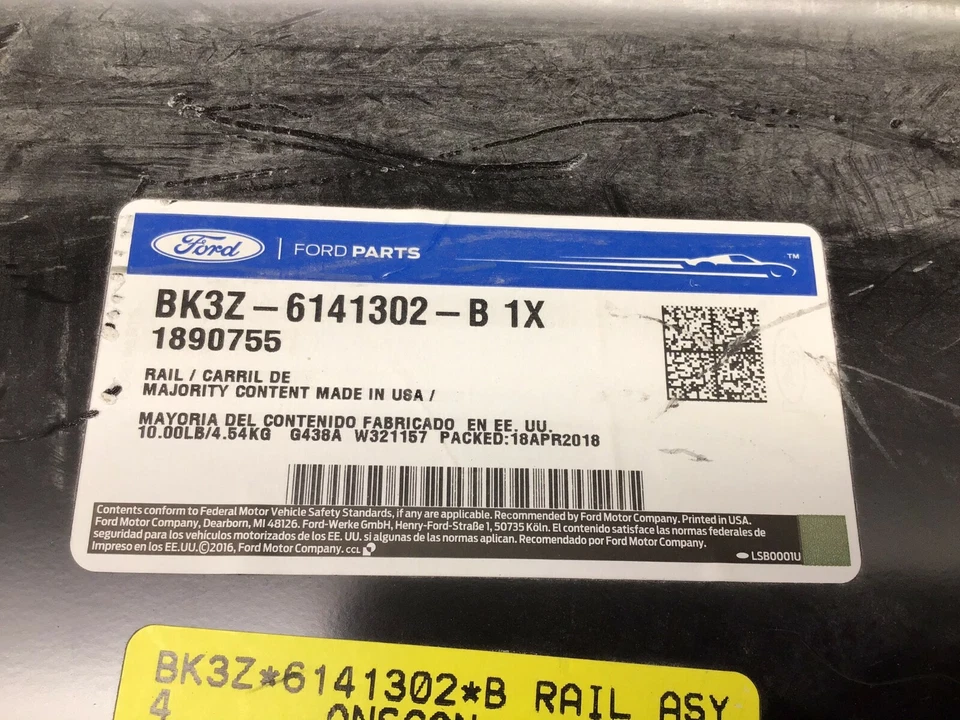 Ford | FORD PARTS ™
BK3Z-6141302-B 1X
1890755
RAIL / CARRIL DE
MAJORITY CONTENT MADE IN USA /
MAYORIA DEL CONTENIDO FABRICADO EN EE. UU.
10.00LB/4.54KG G438A W321157 PACKED:18APR2018
Contents conform to Federal Motor Vehicle Safety Standards, if any are applicable. Recommended by Ford Motor Company. Printed in USA.
Ford Motor Company, Dearborn, MI 48126. Ford-Werke GmbH, Henry-Ford-Straße 1, 50735 Köln. El contenido satisface las normas federales de
seguridad para los vehículos motorizados de los EE. UU. si algunas de las normas aplican. Recomendado por Ford Motor Company.
Impreso en los EE.UU.©2016, Ford Motor Company. CCL
LSB0001U
BK3Z*6141302*B RAIL ASY
4